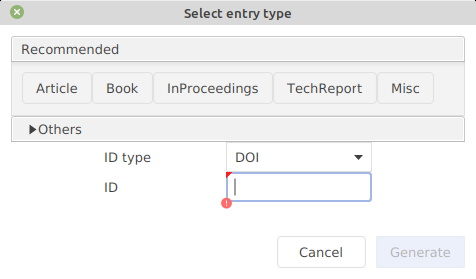 Select entry type
Recommended
Article Book InProceedings TechReport Misc
Others
ID type DOI
ID
Cancel Generate